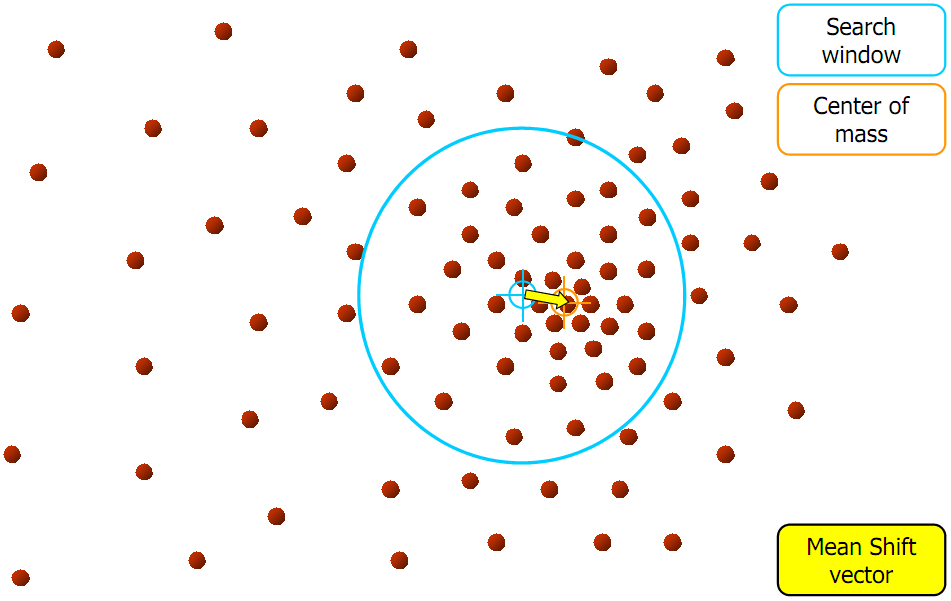 Search
window
Center of
mass
Mean Shift
vector